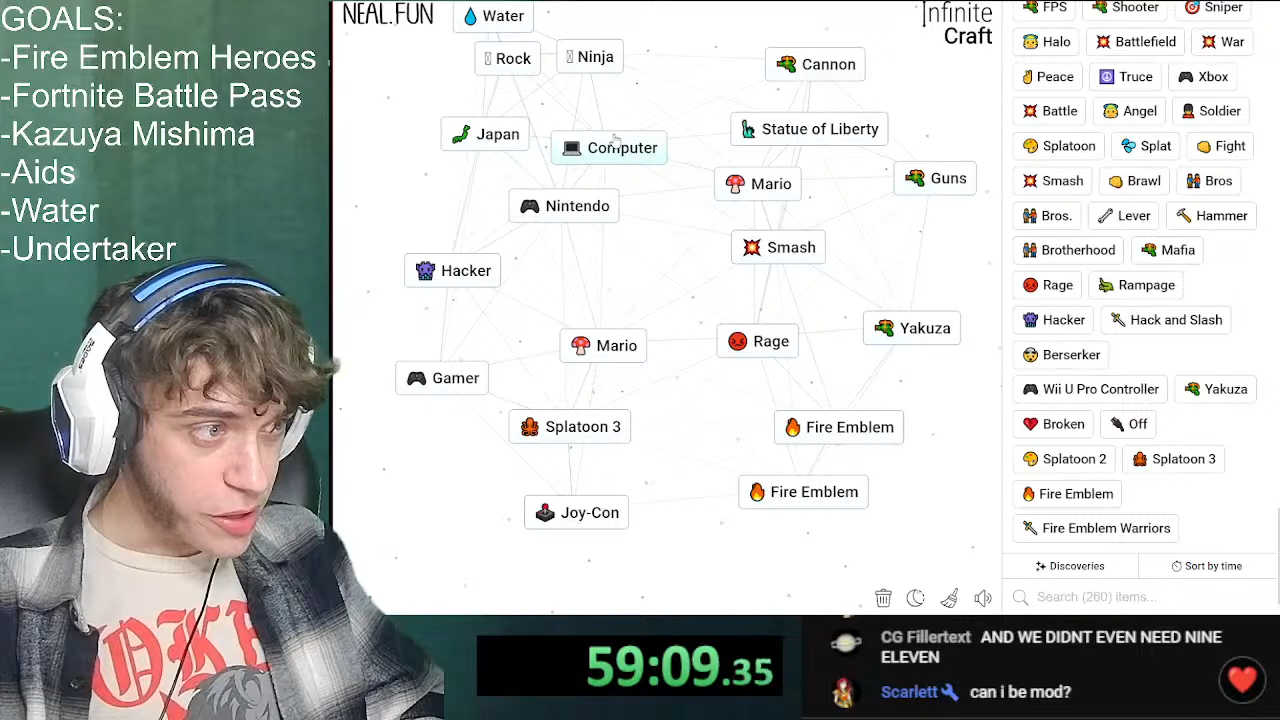 GOALS:
-Fire Emblem Heroes
-Fortnite Battle Pass
-Kazuya Mishima
-Aids
-Water
-Undertaker
NEAL.FUN
Infinite
Craft
Water
Rock
Ninja
Cannon
Japan
Computer
Statue of Liberty
Mario
Guns
Nintendo
Smash
Hacker
Yakuza
Mario
Rage
Gamer
Splatoon 3
Fire Emblem
Fire Emblem
Joy-Con
FPS
Shooter
Sniper
Halo
Battlefield
War
Peace
Truce
Xbox
Battle
Angel
Soldier
Splatoon
Splat
Fight
Smash
Brawl
Bros
Bros.
Lever
Hammer
Brotherhood
Mafia
Rage
Rampage
Hacker
Hack and Slash
Berserker
Wii U Pro Controller
Yakuza
Broken
Off
Splatoon 2
Splatoon 3
Fire Emblem
Fire Emblem Warriors
Discoveries
Sort by time
Search (260) items...
59:09.35
CG Fillertext AND WE DIDNT EVEN NEED NINE
ELEVEN
Scarlett can i be mod?